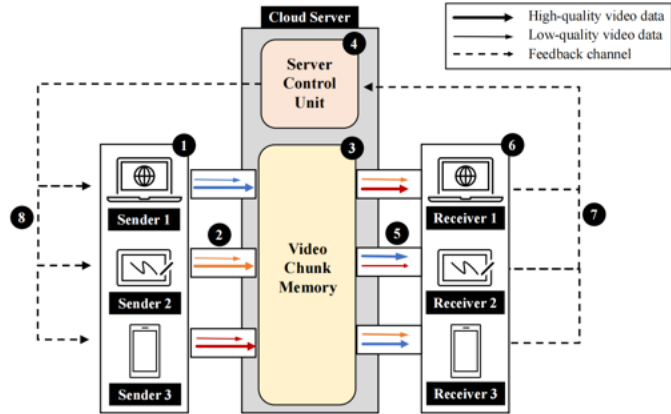 Cloud Server
High-quality video data
Low-quality video data
Feedback channel
4
Server
Control
Unit
1
3
6
Sender 1
Receiver 1
8
2
5
7
Video
Chunk
Memory
Sender 2
Receiver 2
Sender 3
Receiver 3